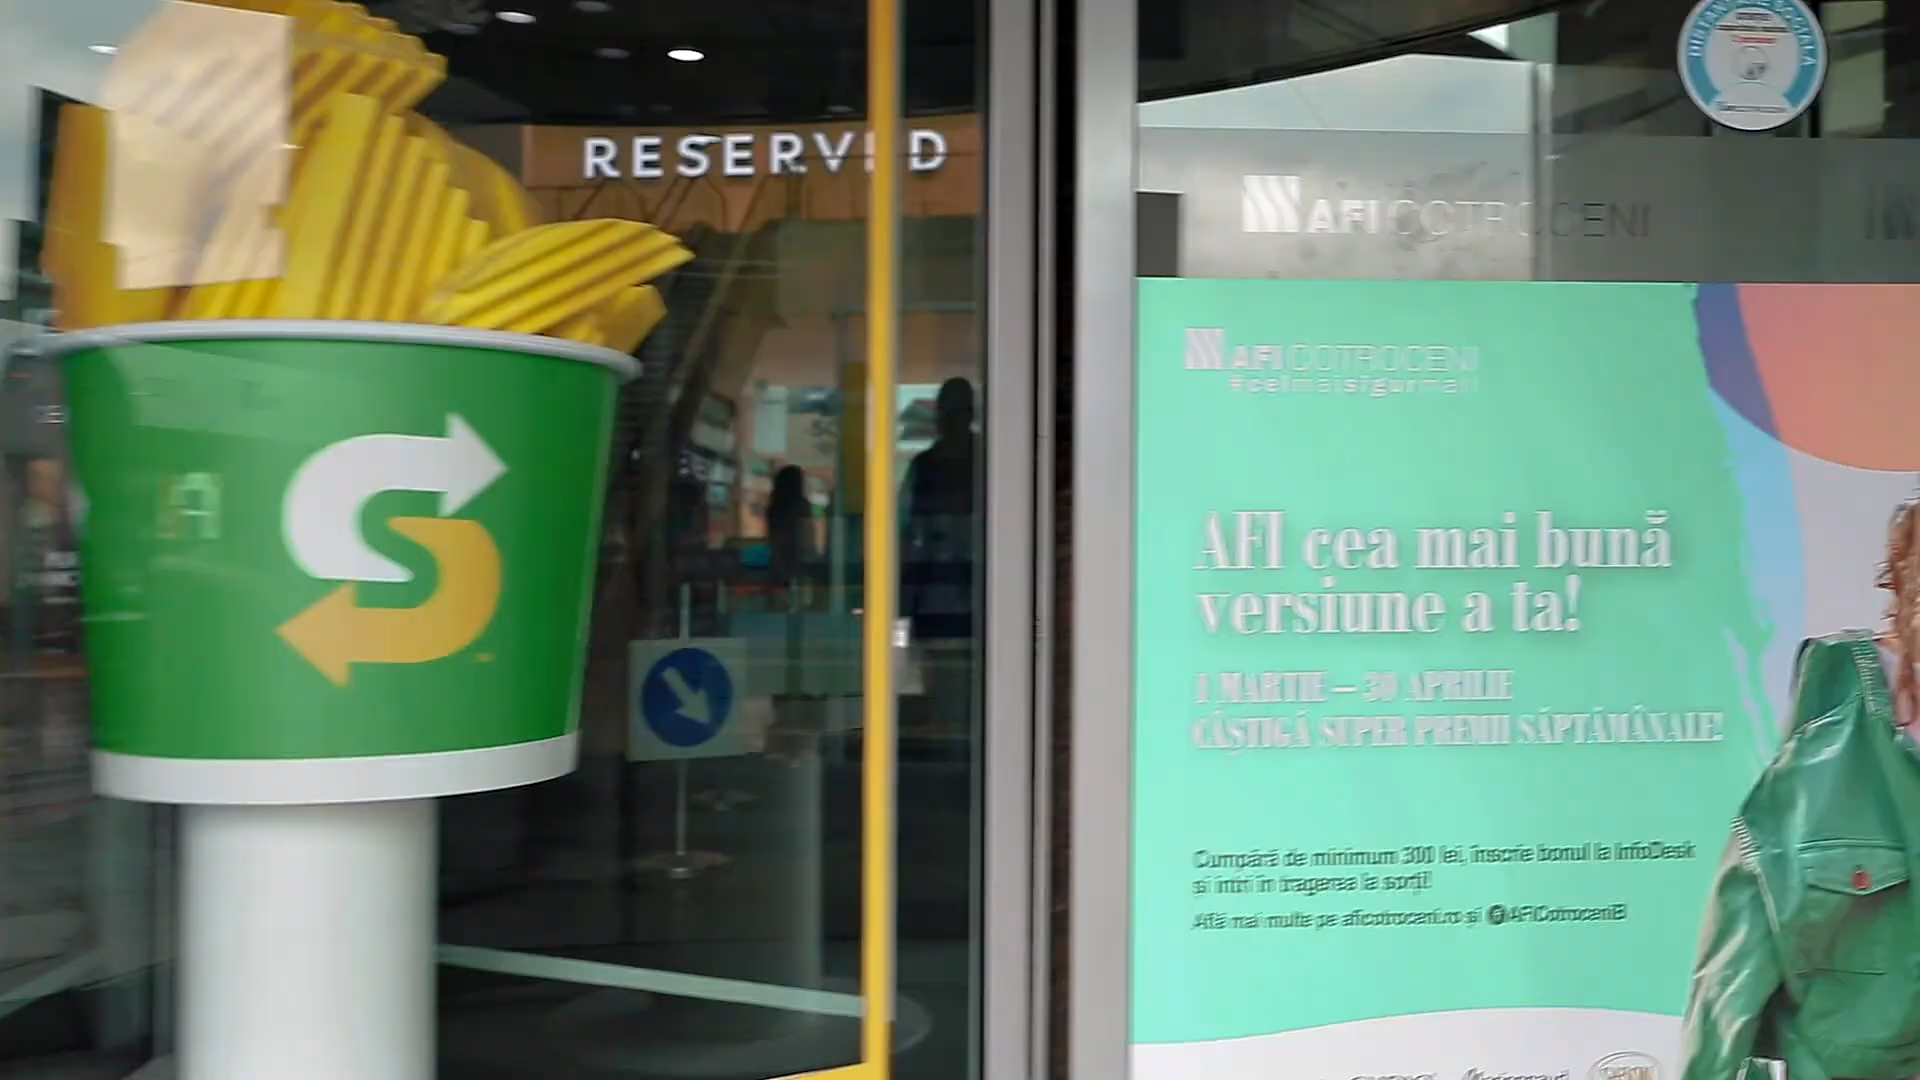 RESERVED
AFI COTROCENI
AFI COTROCENI
#celmaisigurmall
AFI cea mai bună
versiune a ta!
1 MARTIE – 30 APRILIE
CÂȘTIGĂ SUPER PREMII SĂPTĂMÂNALE!
Cumpără de minimum 300 lei, înscrie bonul la InfoDesk
și intri în tragerea la sorți!
Află mai multe pe aficotroceni.ro și